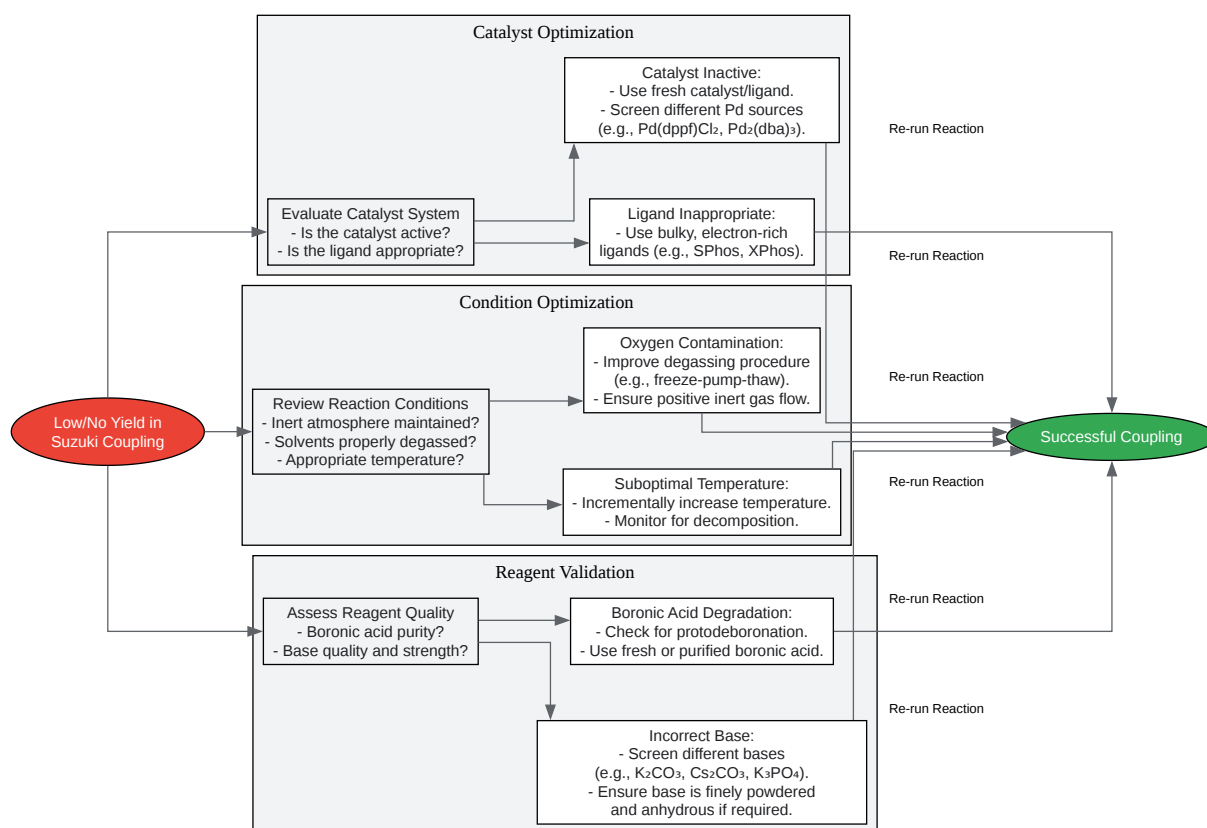 Catalyst Optimization
Catalyst Inactive:
- Use fresh catalyst/ligand.
- Screen different Pd sources
(e.g., Pd(dppf)Cl₂, Pd₂(dba)₃).
Re-run Reaction
Evaluate Catalyst System
- Is the catalyst active?
- Is the ligand appropriate?
Ligand Inappropriate:
- Use bulky, electron-rich
ligands (e.g., SPhos, XPhos).
Re-run Reaction
Condition Optimization
Oxygen Contamination:
- Improve degassing procedure
(e.g., freeze-pump-thaw).
- Ensure positive inert gas flow.
Re-run Reaction
Low/No Yield in
Suzuki Coupling
Review Reaction Conditions
- Inert atmosphere maintained?
- Solvents properly degassed?
- Appropriate temperature?
Successful Coupling
Suboptimal Temperature:
- Incrementally increase temperature.
- Monitor for decomposition.
Re-run Reaction
Reagent Validation
Assess Reagent Quality
- Boronic acid purity?
- Base quality and strength?
Boronic Acid Degradation:
- Check for protodeboronation.
- Use fresh or purified boronic acid.
Re-run Reaction
Incorrect Base:
- Screen different bases
(e.g., K₂CO₃, Cs₂CO₃, K₃PO₄).
- Ensure base is finely powdered
and anhydrous if required.
Re-run Reaction